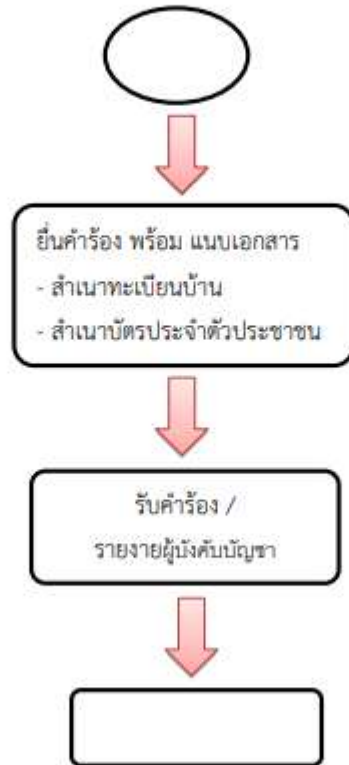 ยื่นคำร้อง พร้อม แนบเอกสาร
- สำเนาทะเบียนบ้าน
- สำเนาบัตรประจำตัวประชาชน
รับคำร้อง /
รายงายผู้บังคับบัญชา